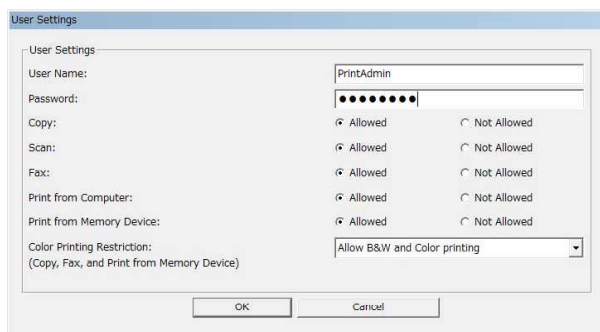 User Settings
User Settings
User Name: PrintAdmin
Password: ●●●●●●●●
Copy: Allowed Not Allowed
Scan: Allowed Not Allowed
Fax: Allowed Not Allowed
Print from Computer: Allowed Not Allowed
Print from Memory Device: Allowed Not Allowed
Color Printing Restriction: Allow B&W and Color printing
(Copy, Fax, and Print from Memory Device)
OK Cancel